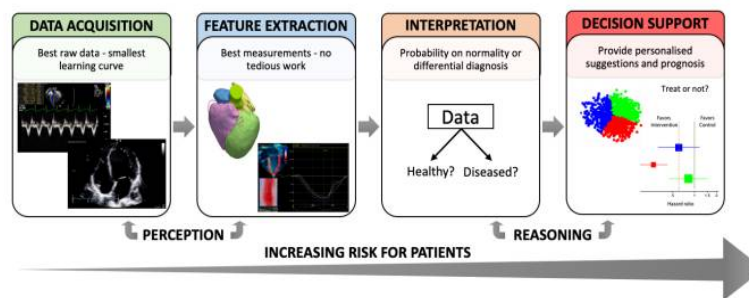 DATA ACQUISITION
Best raw data - smallest
learning curve
FEATURE EXTRACTION
Best measurements - no
tedious work
INTERPRETATION
Probability on normality or
differential diagnosis
Data
Healthy?
Diseased?
DECISION SUPPORT
Provide personalised
suggestions and prognosis
Treat or not?
Favors
Intervention
Favors
Control
Hazard ratio
PERCEPTION
REASONING
INCREASING RISK FOR PATIENTS